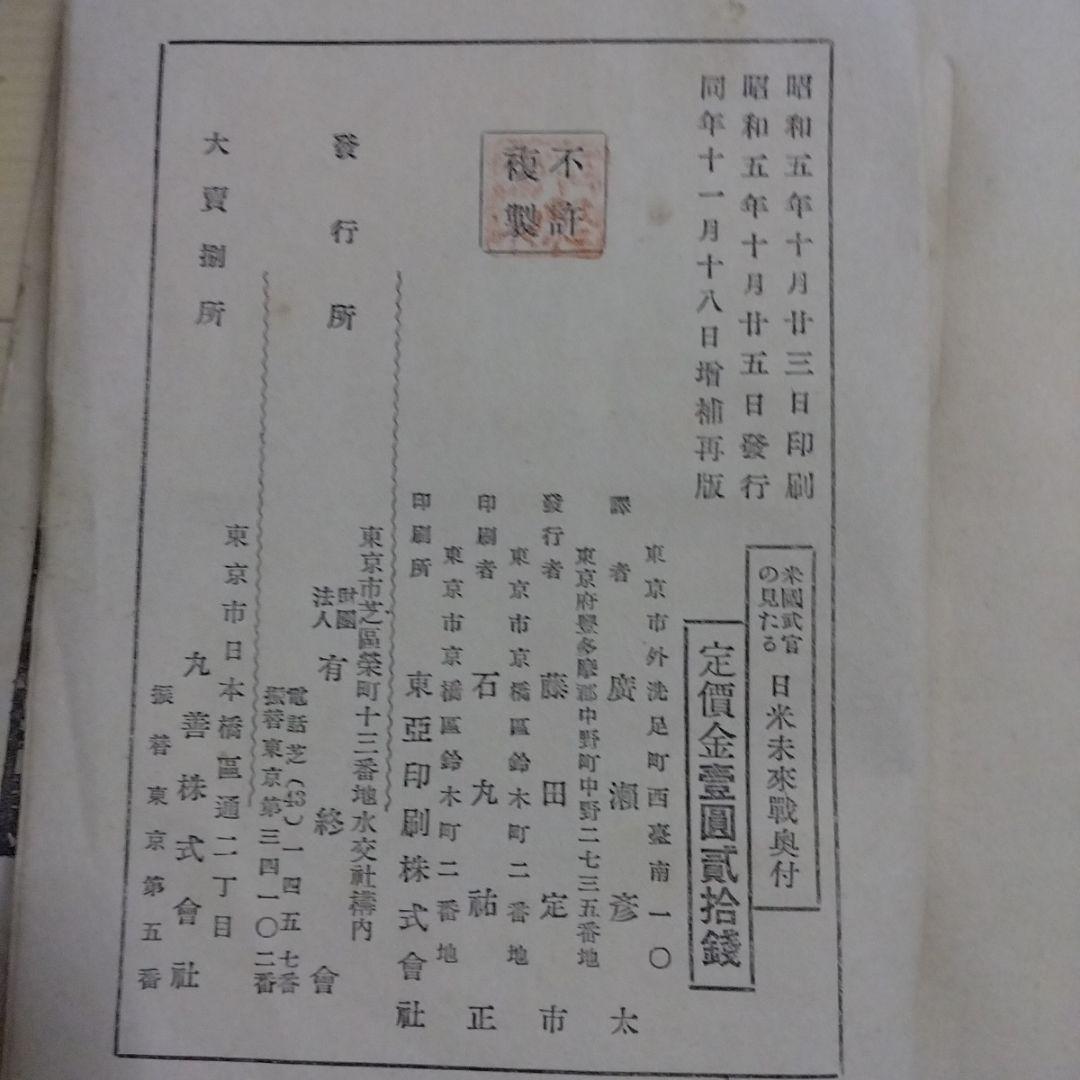 昭和五年十月廿三日印刷
昭和五年十月廿五日發行
同年十一月十八日增補再版
米國武官
の見たる
日米未來戰奧付
定價金壹圓貳拾錢
不許
複製
東京市外洗足町西臺南一〇
譯者 廣瀨彥太
東京府豐多摩郡中野町中野二七三五番地
發行者 藤田定市
東京市京橋區鈴木町二番地
印刷者 石丸祐正
東京市京橋區鈴木町二番地
印刷所 東亞印刷株式會社
東京市芝區榮町十三番地水交社構內
發行所
財團
法人
有終會
電話芝(43)一四五七番
振替東京第三四一〇二番
東京市日本橋區通二丁目
大賣捌所 丸善株式會社
振替東京第五番